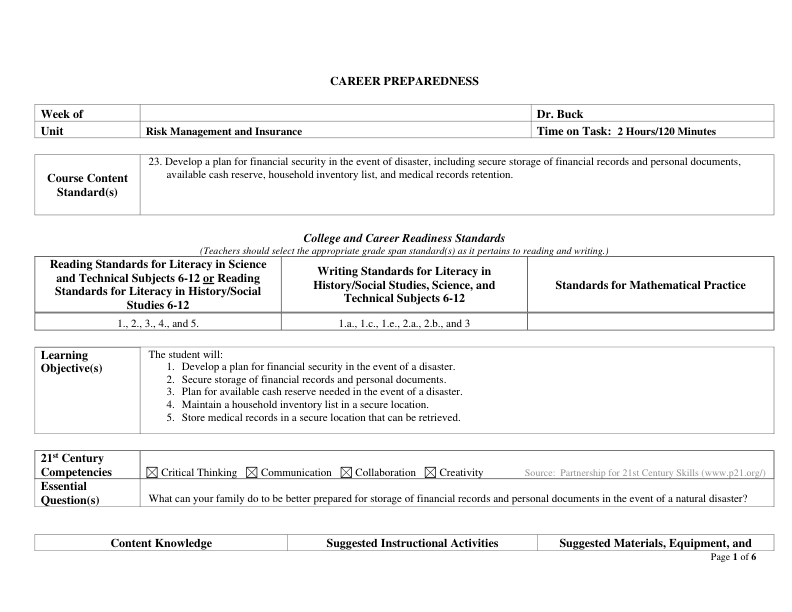 CAREER PREPAREDNESS
Week of
Dr. Buck
Unit
Risk Management and Insurance
Time on Task: 2 Hours/120 Minutes
Course Content
Standard(s)
23. Develop a plan for financial security in the event of disaster, including secure storage of financial records and personal documents,
available cash reserve, household inventory list, and medical records retention.
College and Career Readiness Standards
(Teachers should select the appropriate grade span standard(s) as it pertains to reading and writing.)
Reading Standards for Literacy in Science
and Technical Subjects 6-12 or Reading
Standards for Literacy in History/Social
Studies 6-12
Writing Standards for Literacy in
History/Social Studies, Science, and
Technical Subjects 6-12
Standards for Mathematical Practice
1., 2., 3., 4., and 5.
1.a., 1.c., 1.e., 2.a., 2.b., and 3
Learning
Objective(s)
The student will:
1. Develop a plan for financial security in the event of a disaster.
2. Secure storage of financial records and personal documents.
3. Plan for available cash reserve needed in the event of a disaster.
4. Maintain a household inventory list in a secure location.
5. Store medical records in a secure location that can be retrieved.
21st Century
Competencies
Critical Thinking Communication Collaboration Creativity Source: Partnership for 21st Century Skills (www.p21.org/)
Essential
Question(s)
What can your family do to be better prepared for storage of financial records and personal documents in the event of a natural disaster?
Content Knowledge
Suggested Instructional Activities
Suggested Materials, Equipment, and
Page 1 of 6